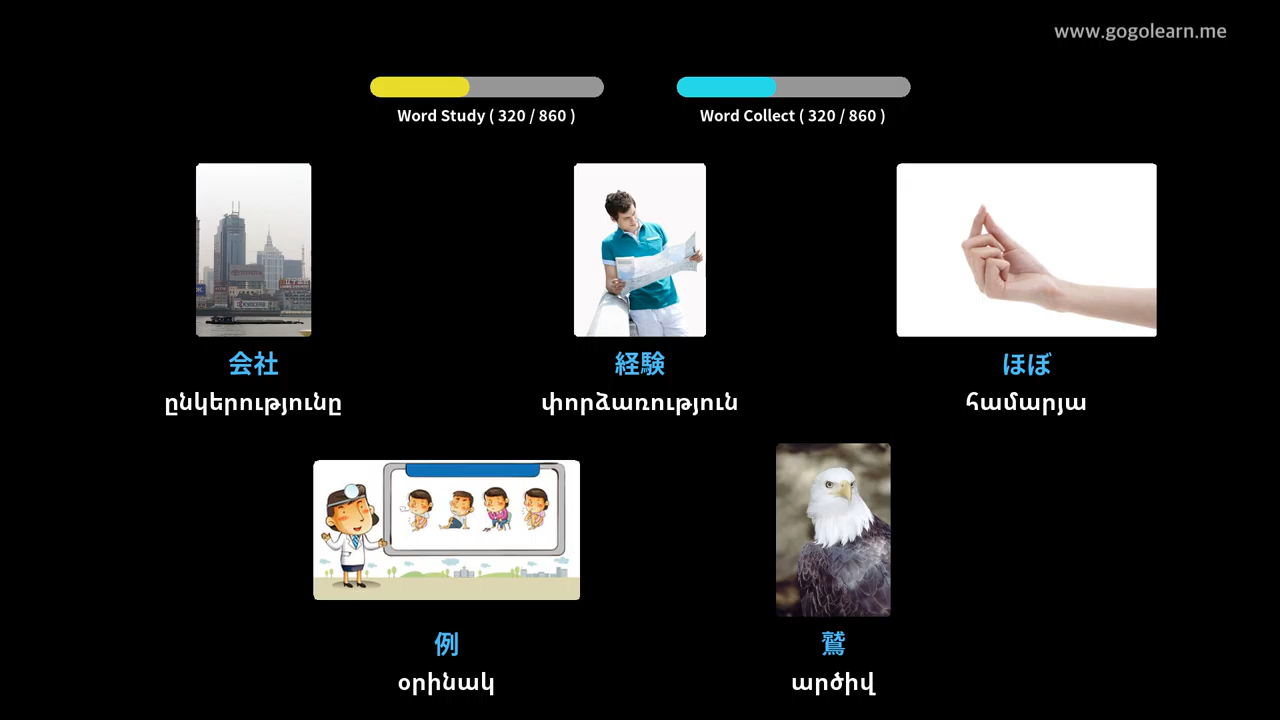 www.gogolearn.me
Word Study ( 320 / 860 )
Word Collect ( 320 / 860 )
TOYOTA
会社
経験
ほぼ
ընկերությունը
փորձառություն
համարյա
例
鷲
օրինակ
արծիվ